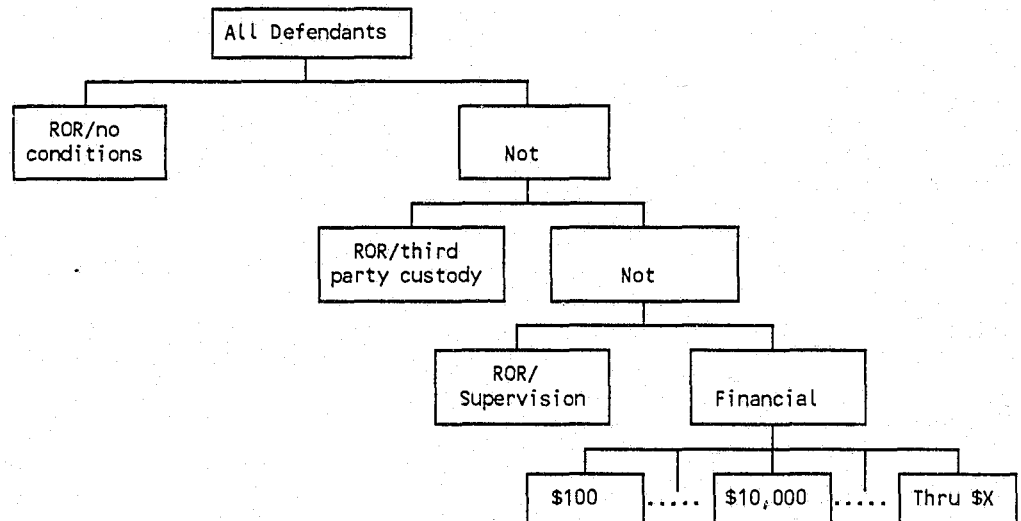 All Defendants
ROR/no
conditions
Not
ROR/third
party custody
Not
ROR/
Supervision
Financial
$100 ..... $10,000 ..... Thru $X